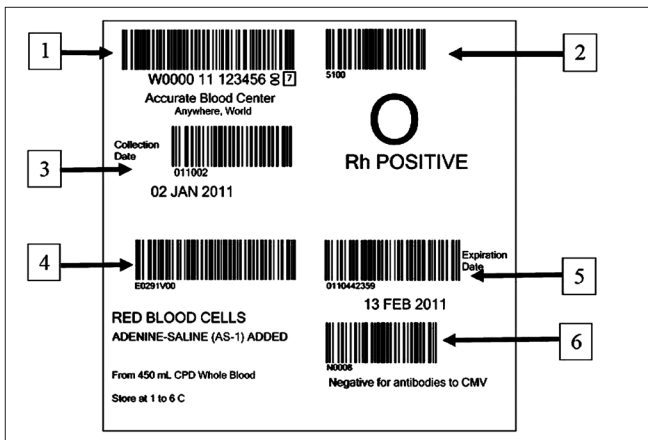 1
W0000 11 123456 00 7
2
5100
Accurate Blood Center
Anywhere, World
O
Rh POSITIVE
Collection
Date
3
011002
02 JAN 2011
4
E0291V00
Expiration
Date
5
0110442359
13 FEB 2011
RED BLOOD CELLS
ADENINE-SALINE (AS-1) ADDED
6
N0008
Negative for antibodies to CMV
From 450 mL CPD Whole Blood
Store at 1 to 6 C